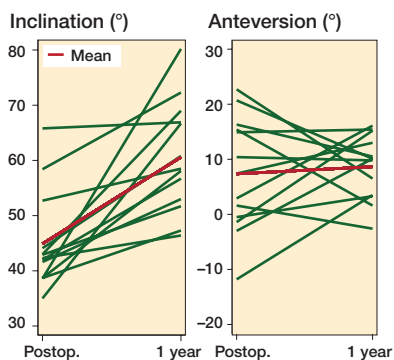 Inclination (°)
80
70
60
50
40
30
Mean
Postop.
1 year
Anteversion (°)
30
20
10
0
−10
−20
Postop.
1 year